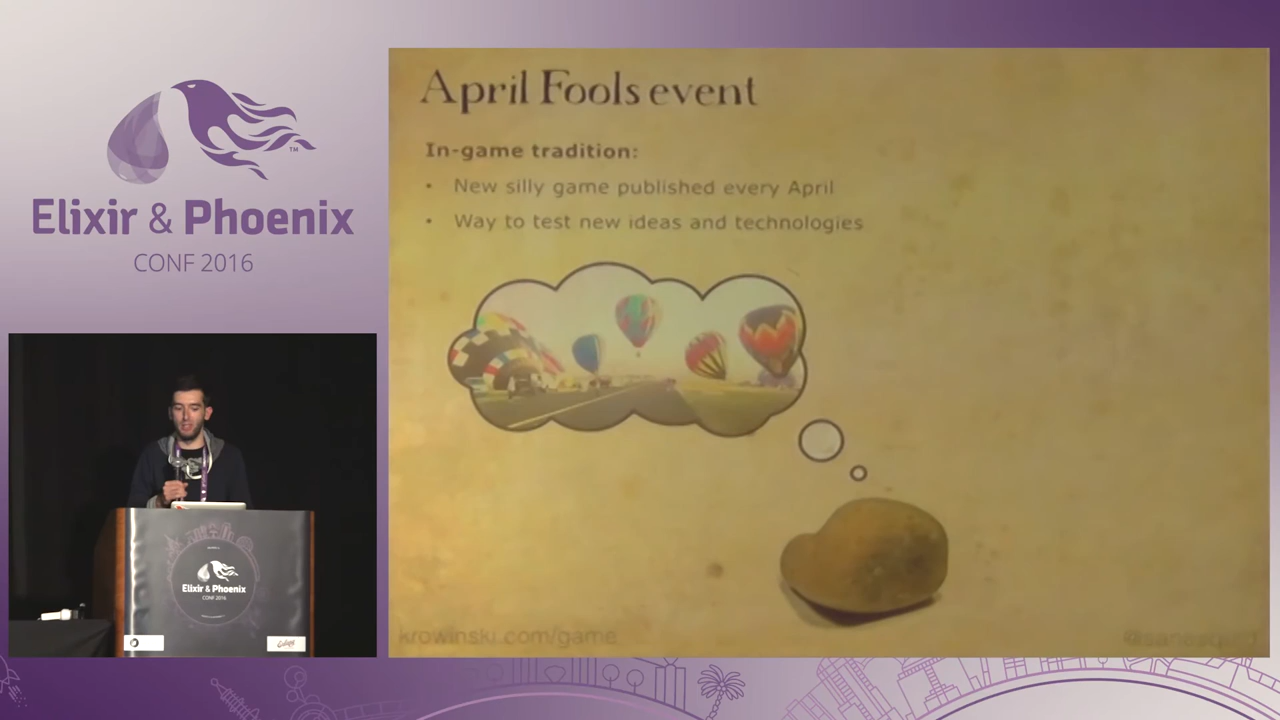 Elixir & Phoenix
TM
CONF 2016
April Fools event
In-game tradition:
• New silly game published every April
• Way to test new ideas and technologies
krowinski.com/game
Elixir & Phoenix
CONF 2016